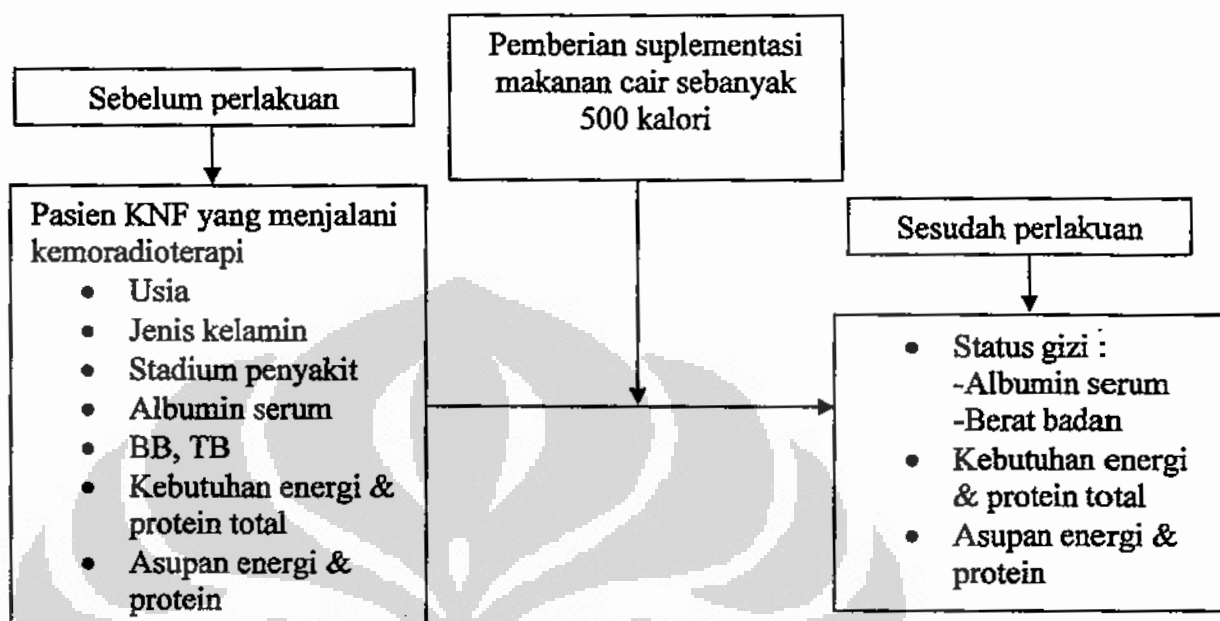 Sebelum perlakuan
Pasien KNF yang menjalani
kemoradioterapi
• Usia
• Jenis kelamin
• Stadium penyakit
• Albumin serum
• BB, TB
• Kebutuhan energi &
protein total
• Asupan energi &
protein
Pemberian suplementasi
makanan cair sebanyak
500 kalori
Sesudah perlakuan
• Status gizi :
-Albumin serum
-Berat badan
• Kebutuhan energi
& protein total
• Asupan energi &
protein